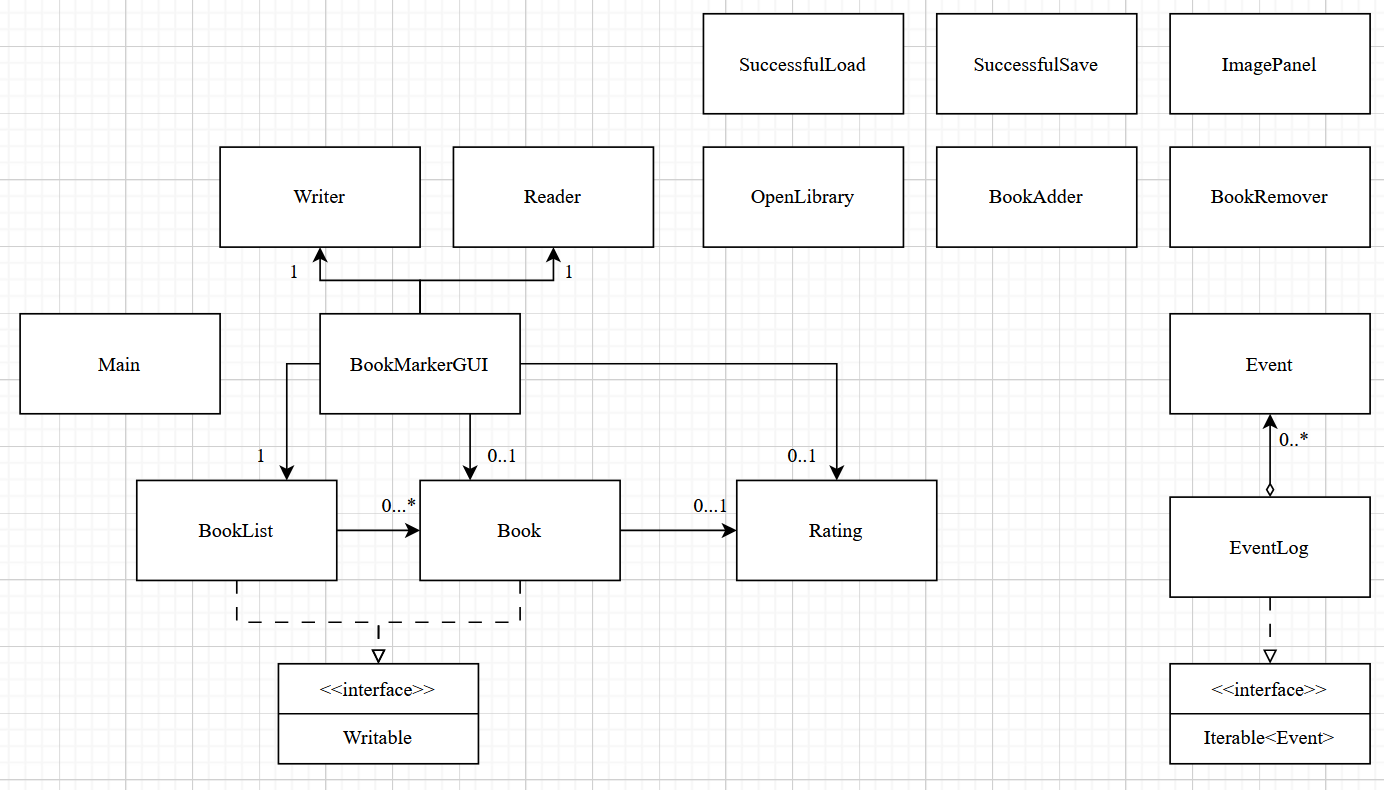 SuccessfulLoad
SuccessfulSave
ImagePanel
Writer
Reader
OpenLibrary
BookAdder
BookRemover
1
1
Main
BookMarkerGUI
Event
0..*
1
0..1
0..1
0...*
0...1
BookList
Book
Rating
EventLog
<<interface>>
Writable
<<interface>>
Iterable<Event>